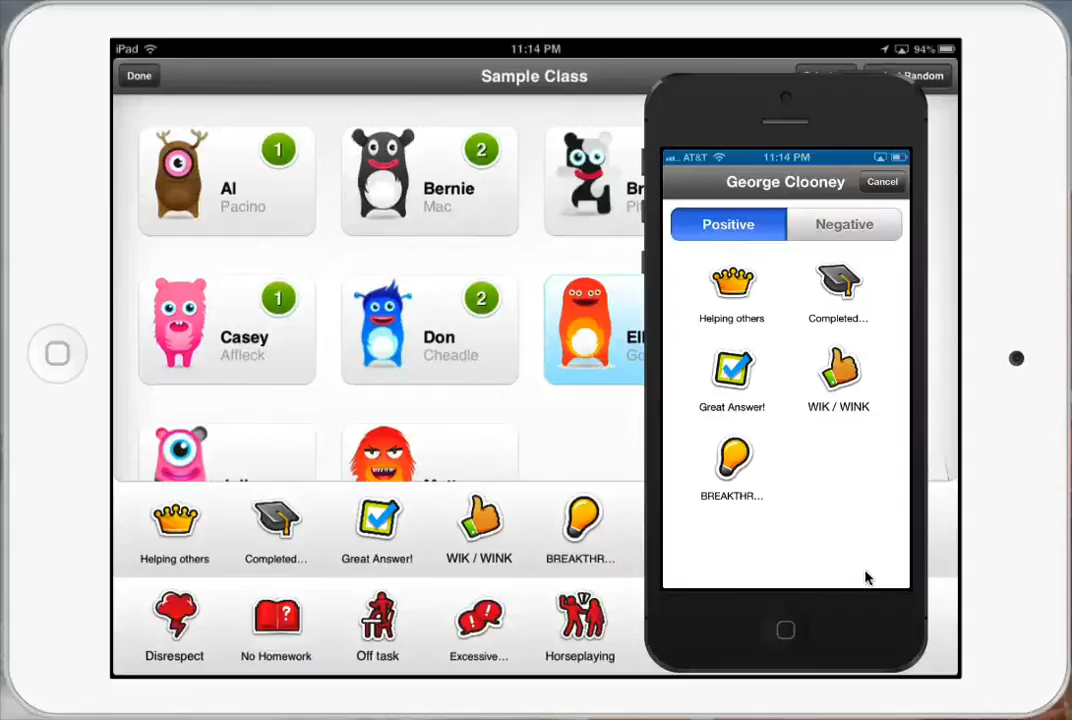 iPad 11:14 PM 94%
Done Sample Class Random
1 2
Al Bernie
Pacino Mac
1 2
Casey Don
Affleck Cheadle
Helping others Completed... Great Answer! WIK / WINK BREAKTHR...
Disrespect No Homework Off task Excessive... Horseplaying
AT&T 11:14 PM
George Clooney Cancel
Positive Negative
Helping others Completed...
Great Answer! WIK / WINK
BREAKTHR...